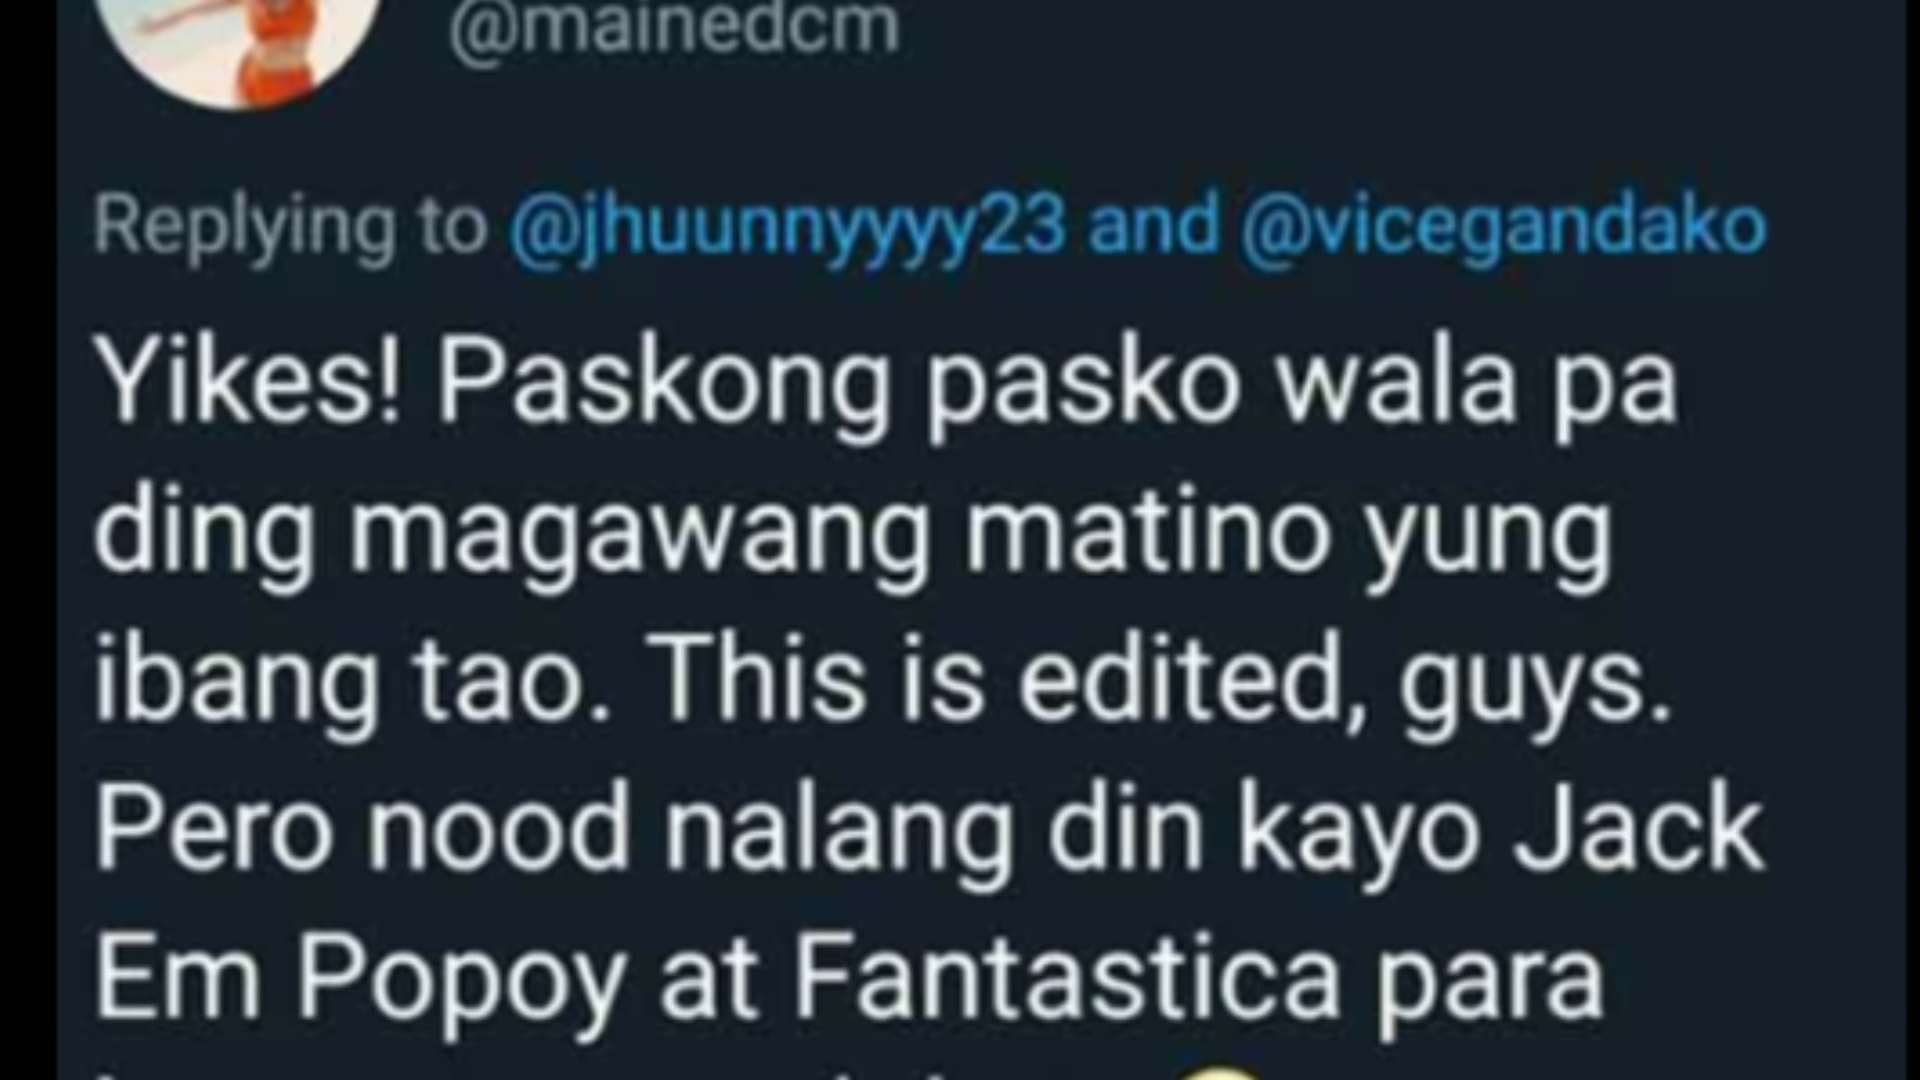 @mainedcm
Replying to @jhuunnyyyy23 and @vicegandako
Yikes! Paskong pasko wala pa
ding magawang matino yung
ibang tao. This is edited, guys.
Pero nood nalang din kayo Jack
Em Popoy at Fantastica para